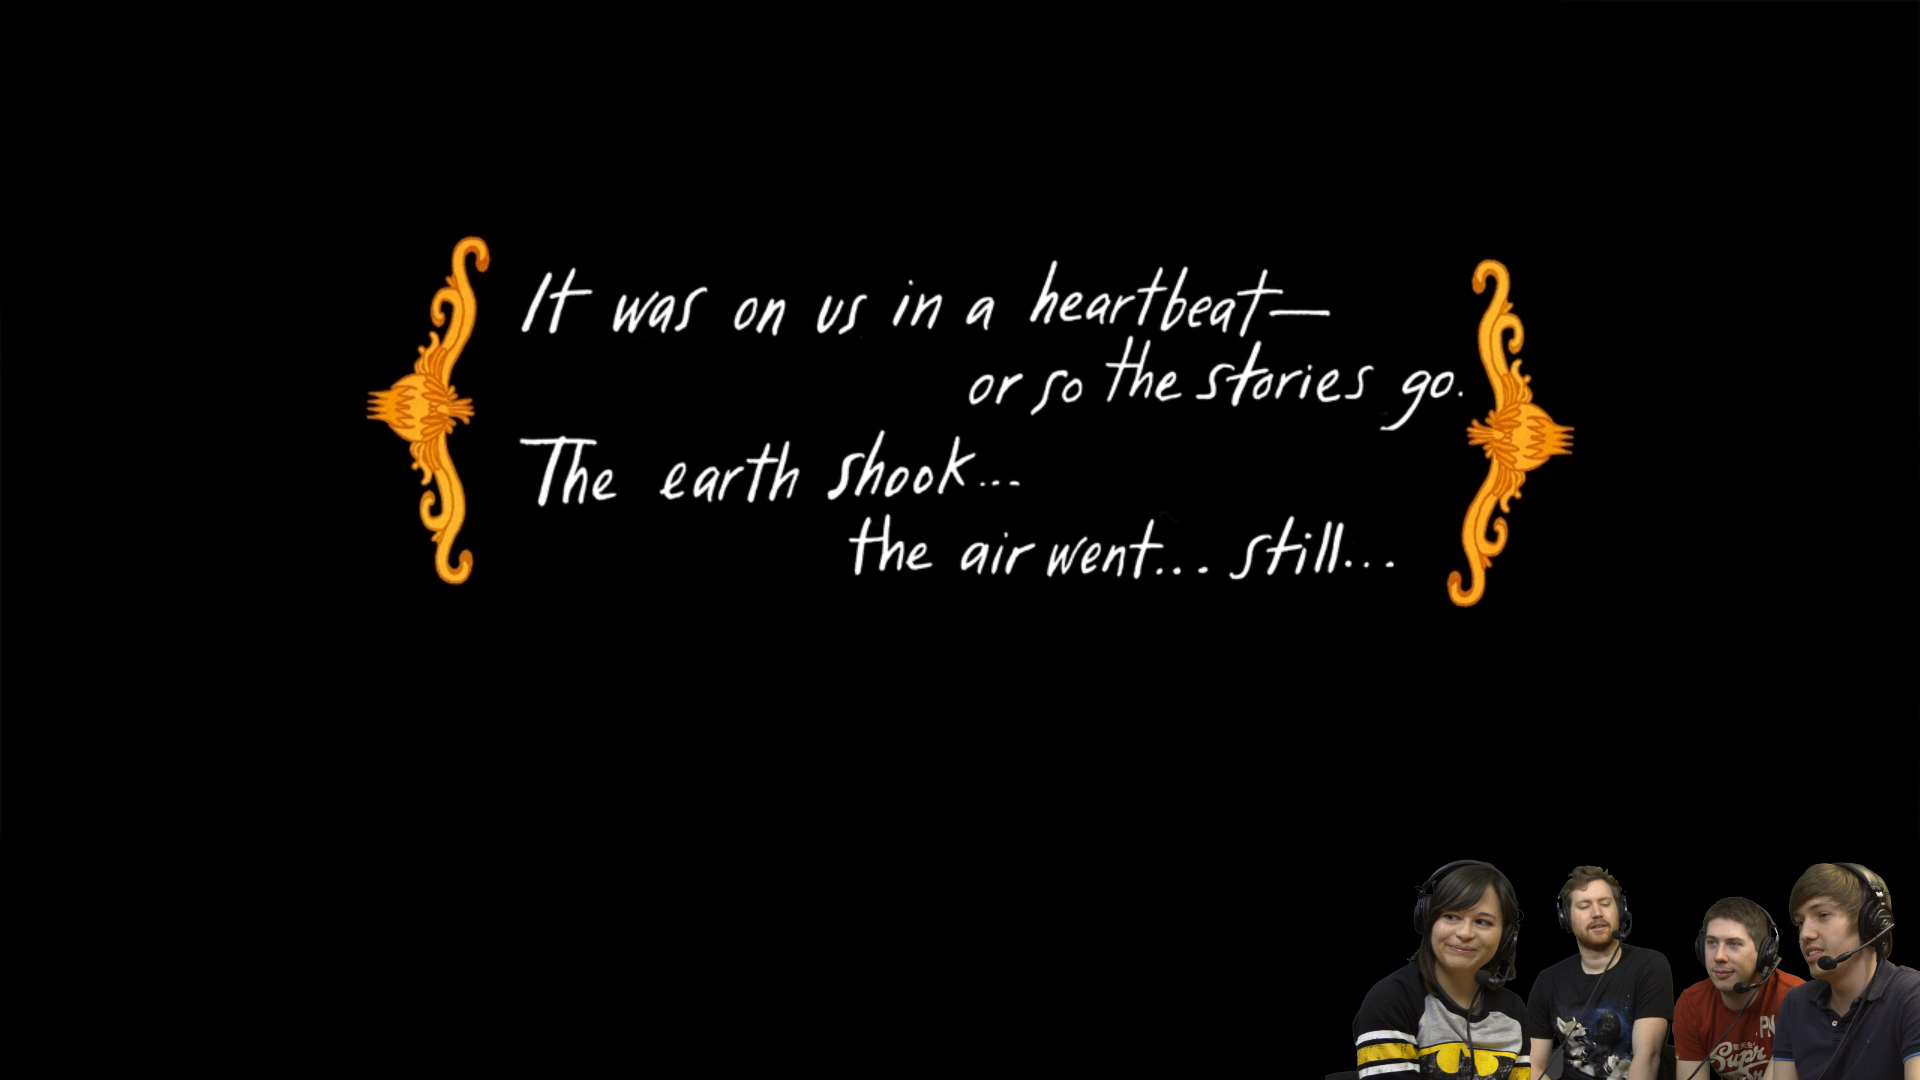 It was on us in a heartbeat—
or so the stories go.
The earth shook...
the air went... still...